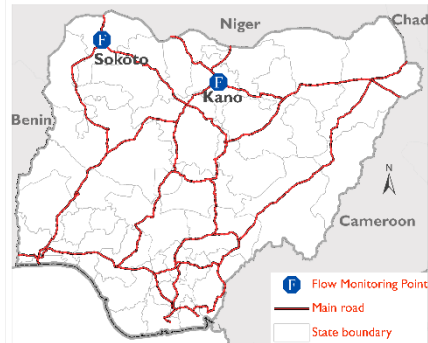 Niger
Chad
F
Sokoto
F
Kano
Benin
N
Cameroon
F Flow Monitoring Point
Main road
State boundary